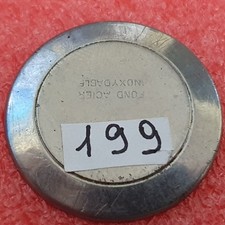 FOND ACIER
INOXYDABLE
199